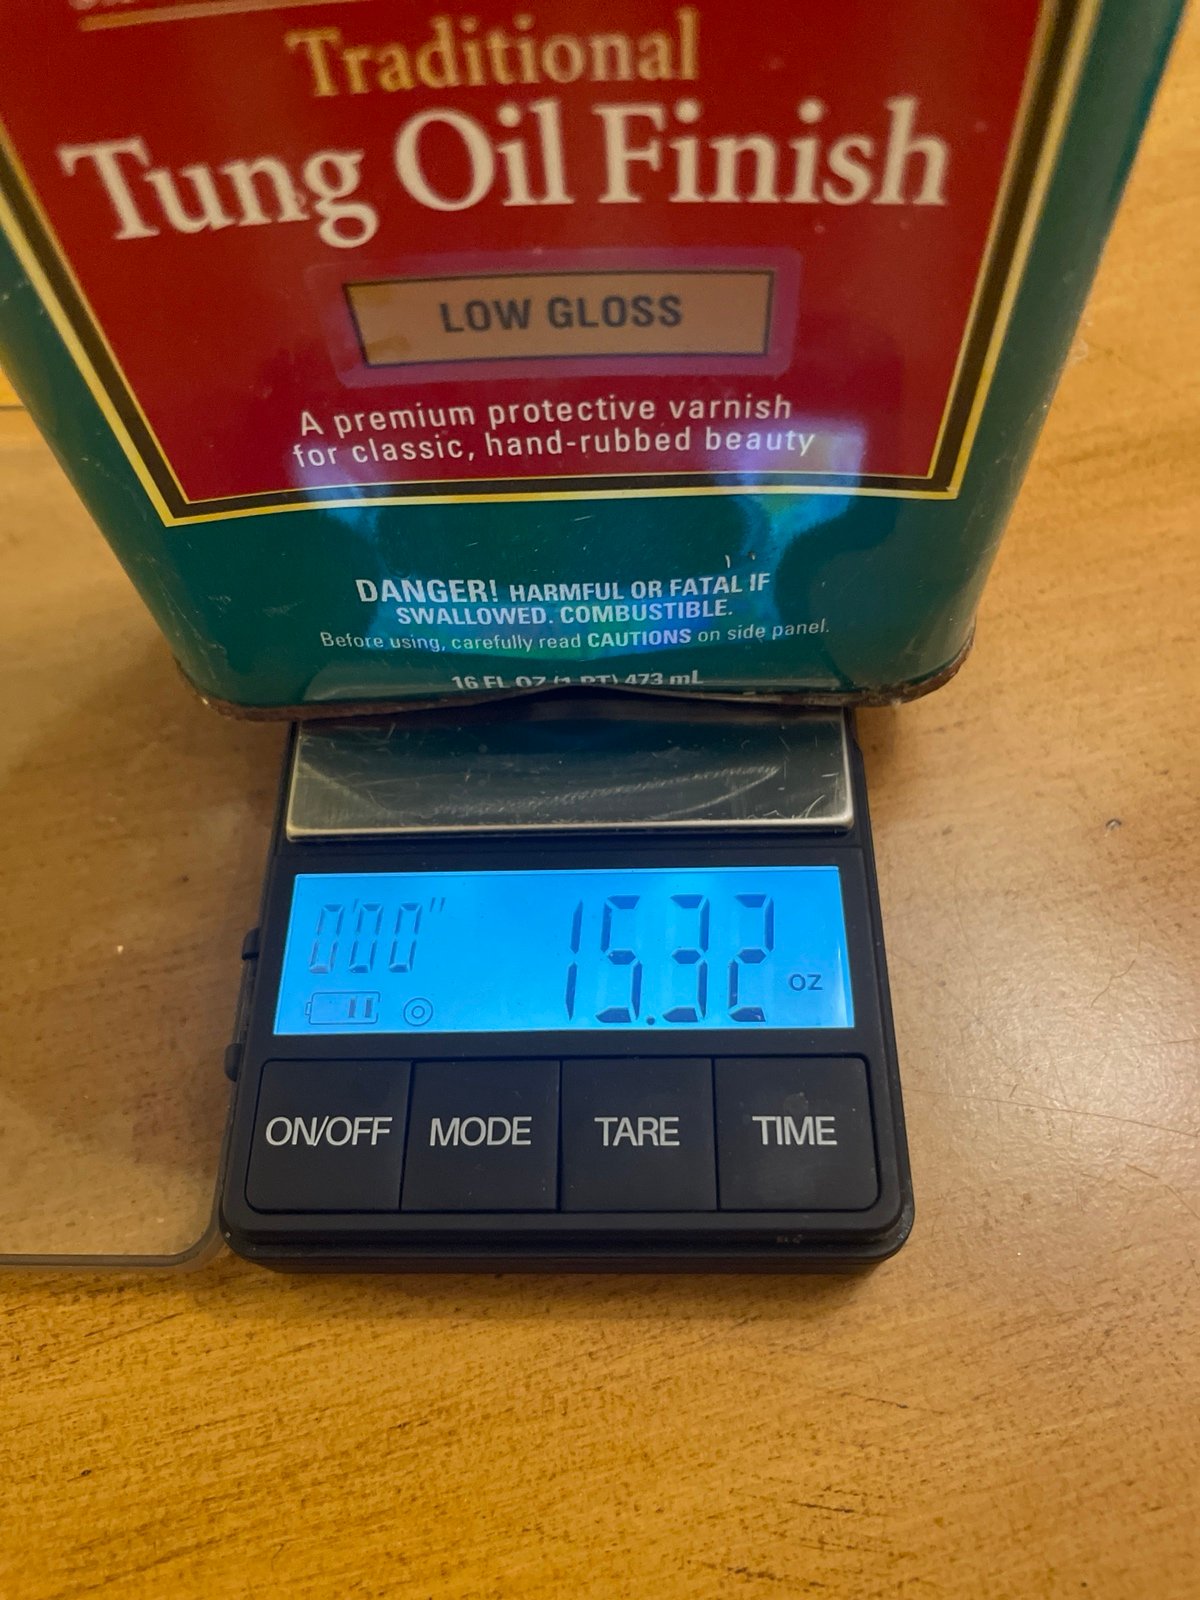 Traditional
Tung Oil Finish
LOW GLOSS
A premium protective varnish
for classic, hand-rubbed beauty
DANGER! HARMFUL OR FATAL IF
SWALLOWED. COMBUSTIBLE.
Before using, carefully read CAUTIONS on side panel.
16 FL OZ (1 PT) 473 mL
0'00" 15.32 oz
ON/OFF MODE TARE TIME